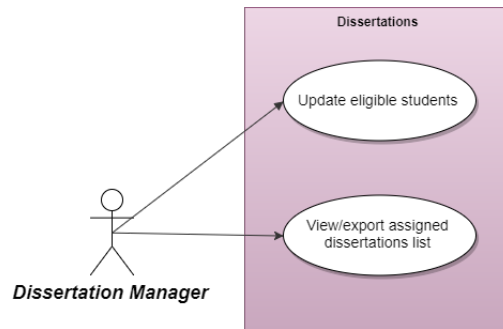 Dissertations
Update eligible students
View/export assigned
dissertations list
Dissertation Manager